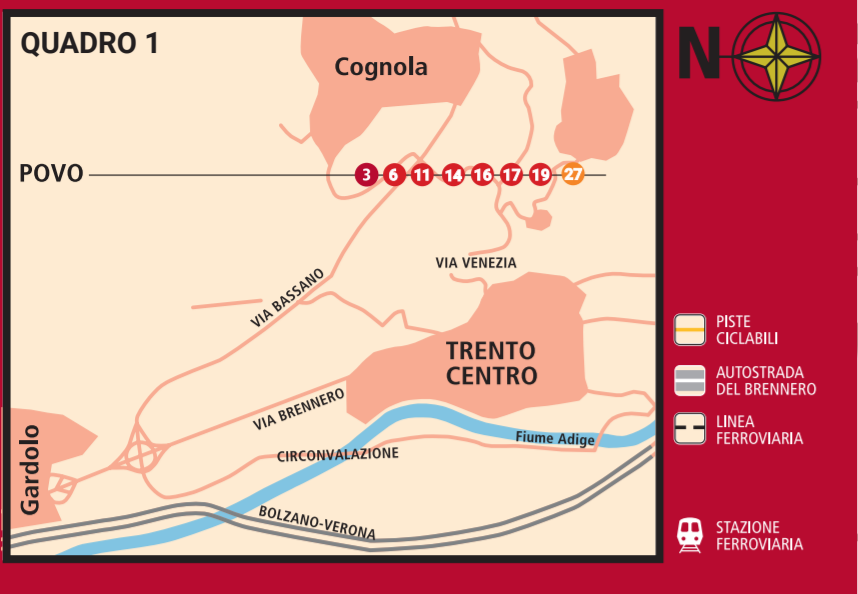 QUADRO 1
N
Cognola
POVO
3 6 11 14 16 17 19 27
VIA VENEZIA
VIA BASSANO
TRENTO
CENTRO
VIA BRENNERO
Gardolo
Fiume Adige
CIRCONVALAZIONE
BOLZANO-VERONA
PISTE
CICLABILI
AUTOSTRADA
DEL BRENNERO
LINEA
FERROVIARIA
STAZIONE
FERROVIARIA